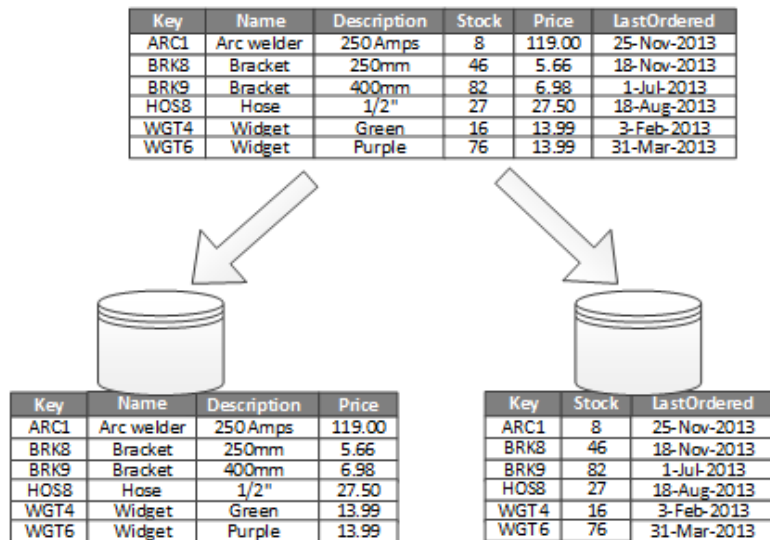 Key Name Description Stock Price LastOrdered
ARC1 Arc welder 250 Amps 8 119.00 25-Nov-2013
BRK8 Bracket 250mm 46 5.66 18-Nov-2013
BRK9 Bracket 400mm 82 6.98 1-Jul-2013
HOS8 Hose 1/2" 27 27.50 18-Aug-2013
WGT4 Widget Green 16 13.99 3-Feb-2013
WGT6 Widget Purple 76 13.99 31-Mar-2013
Key Name Description Price
ARC1 Arc welder 250 Amps 119.00
BRK8 Bracket 250mm 5.66
BRK9 Bracket 400mm 6.98
HOS8 Hose 1/2" 27.50
WGT4 Widget Green 13.99
WGT6 Widget Purple 13.99
Key Stock LastOrdered
ARC1 8 25-Nov-2013
BRK8 46 18-Nov-2013
BRK9 82 1-Jul-2013
HOS8 27 18-Aug-2013
WGT4 16 3-Feb-2013
WGT6 76 31-Mar-2013